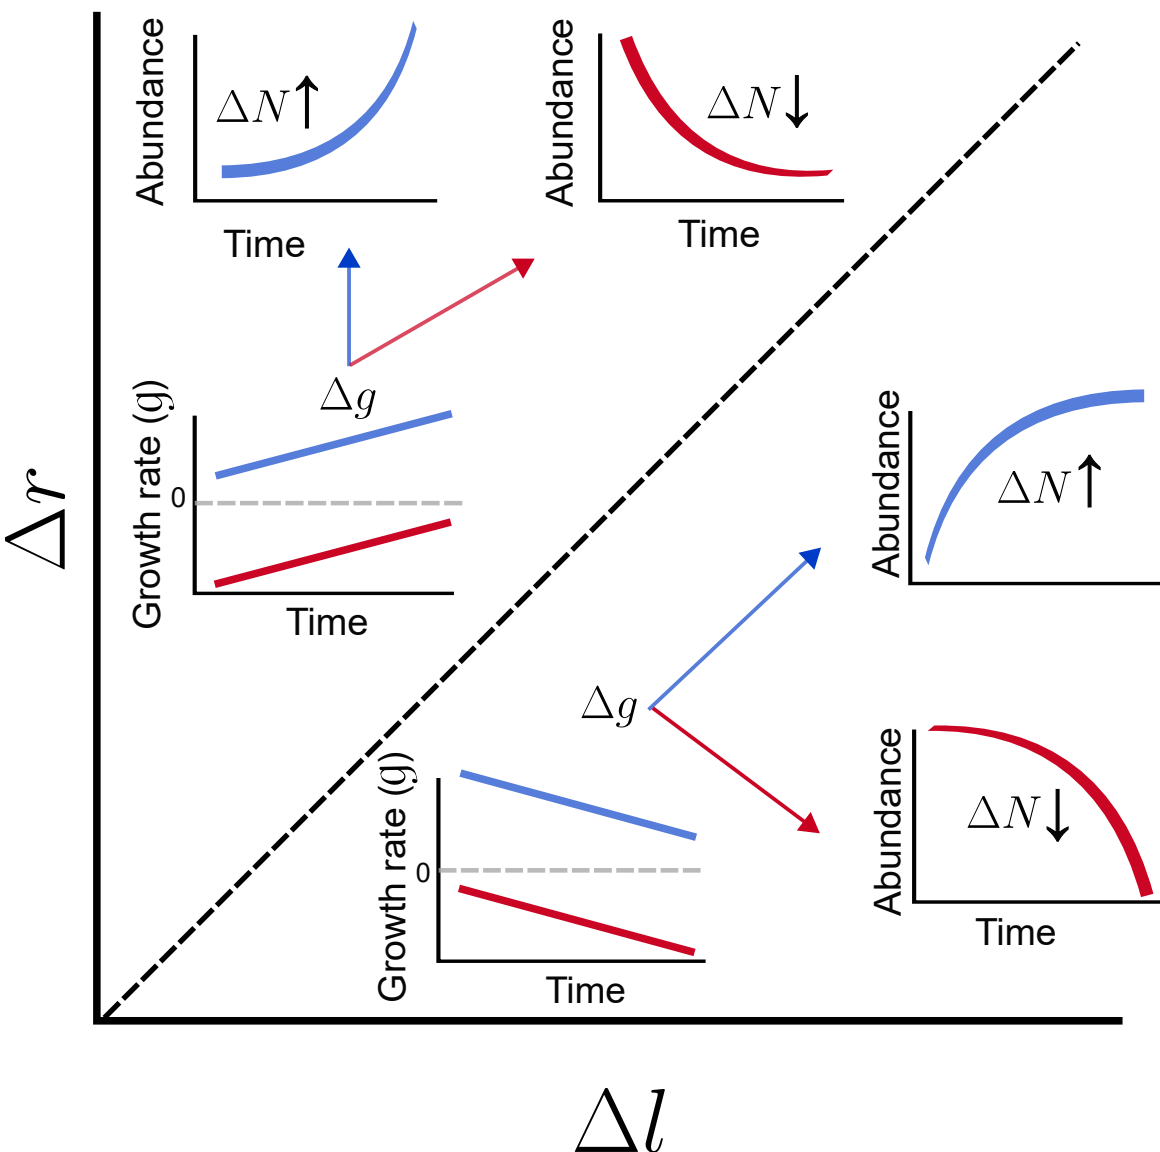 Abundance
ΔN↑
Time
Abundance
ΔN↓
Time
Δg
Growth rate (g)
0
Time
Δr
Abundance
ΔN↑
Δg
Growth rate (g)
0
Time
Abundance
ΔN↓
Time
Δl